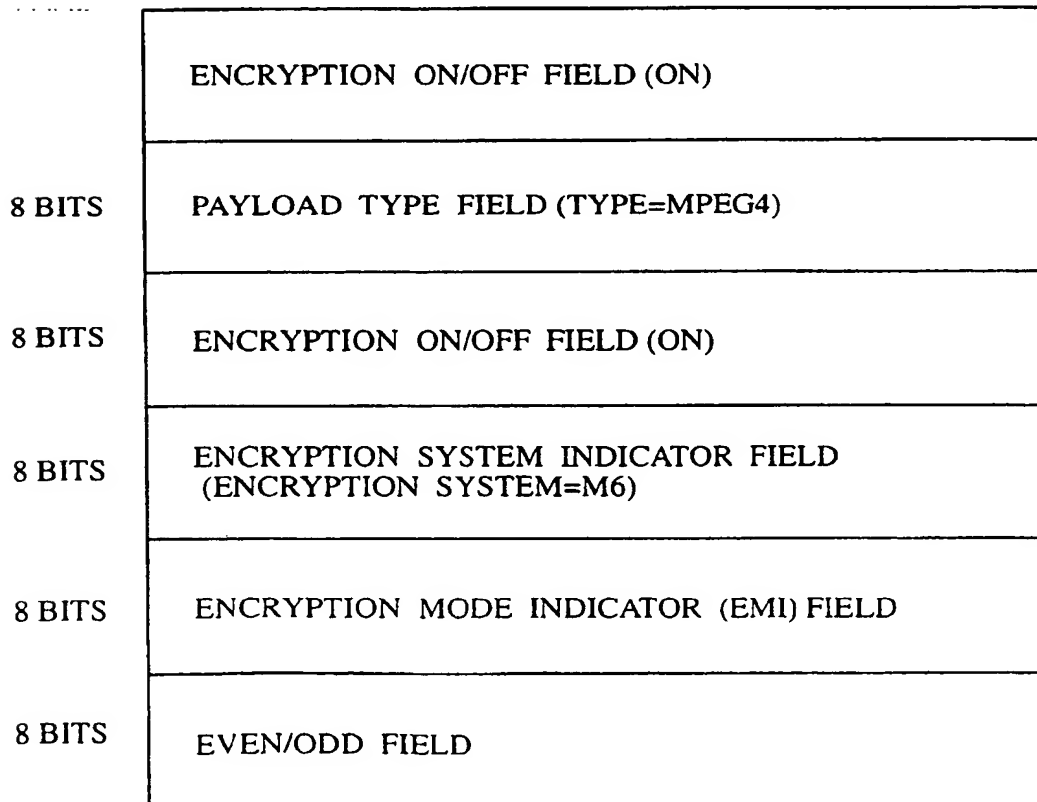 ENCRYPTION ON/OFF FIELD (ON)
8 BITS PAYLOAD TYPE FIELD (TYPE=MPEG4)
8 BITS ENCRYPTION ON/OFF FIELD (ON)
8 BITS ENCRYPTION SYSTEM INDICATOR FIELD
(ENCRYPTION SYSTEM=M6)
8 BITS ENCRYPTION MODE INDICATOR (EMI) FIELD
8 BITS EVEN/ODD FIELD